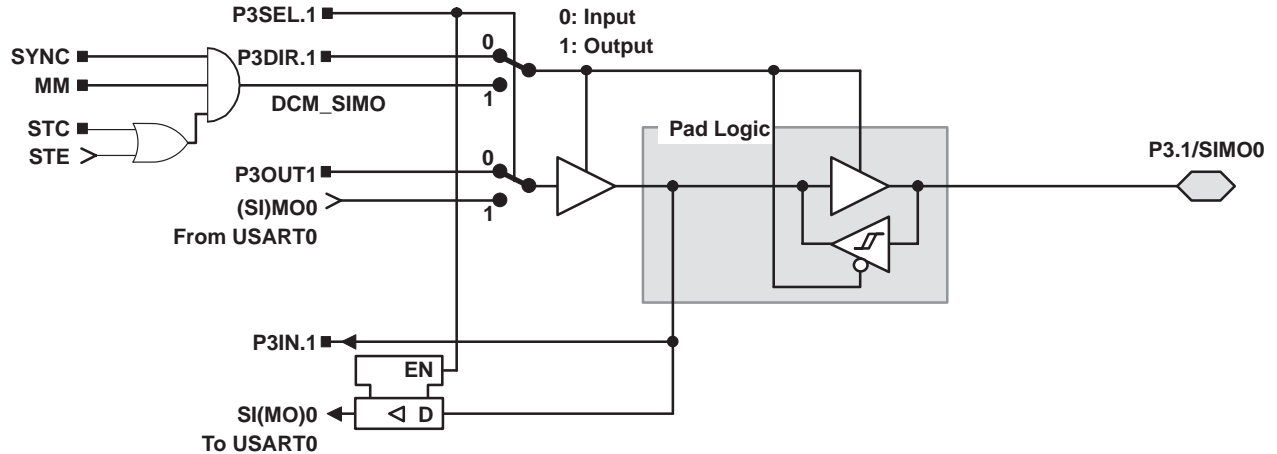 P3SEL.1
0: Input
1: Output
SYNC
P3DIR.1
0
MM
1
DCM_SIMO
STC
STE
Pad Logic
P3.1/SIMO0
P3OUT1
0
(SI)MO0
1
From USART0
P3IN.1
EN
SI(MO)0
D
To USART0